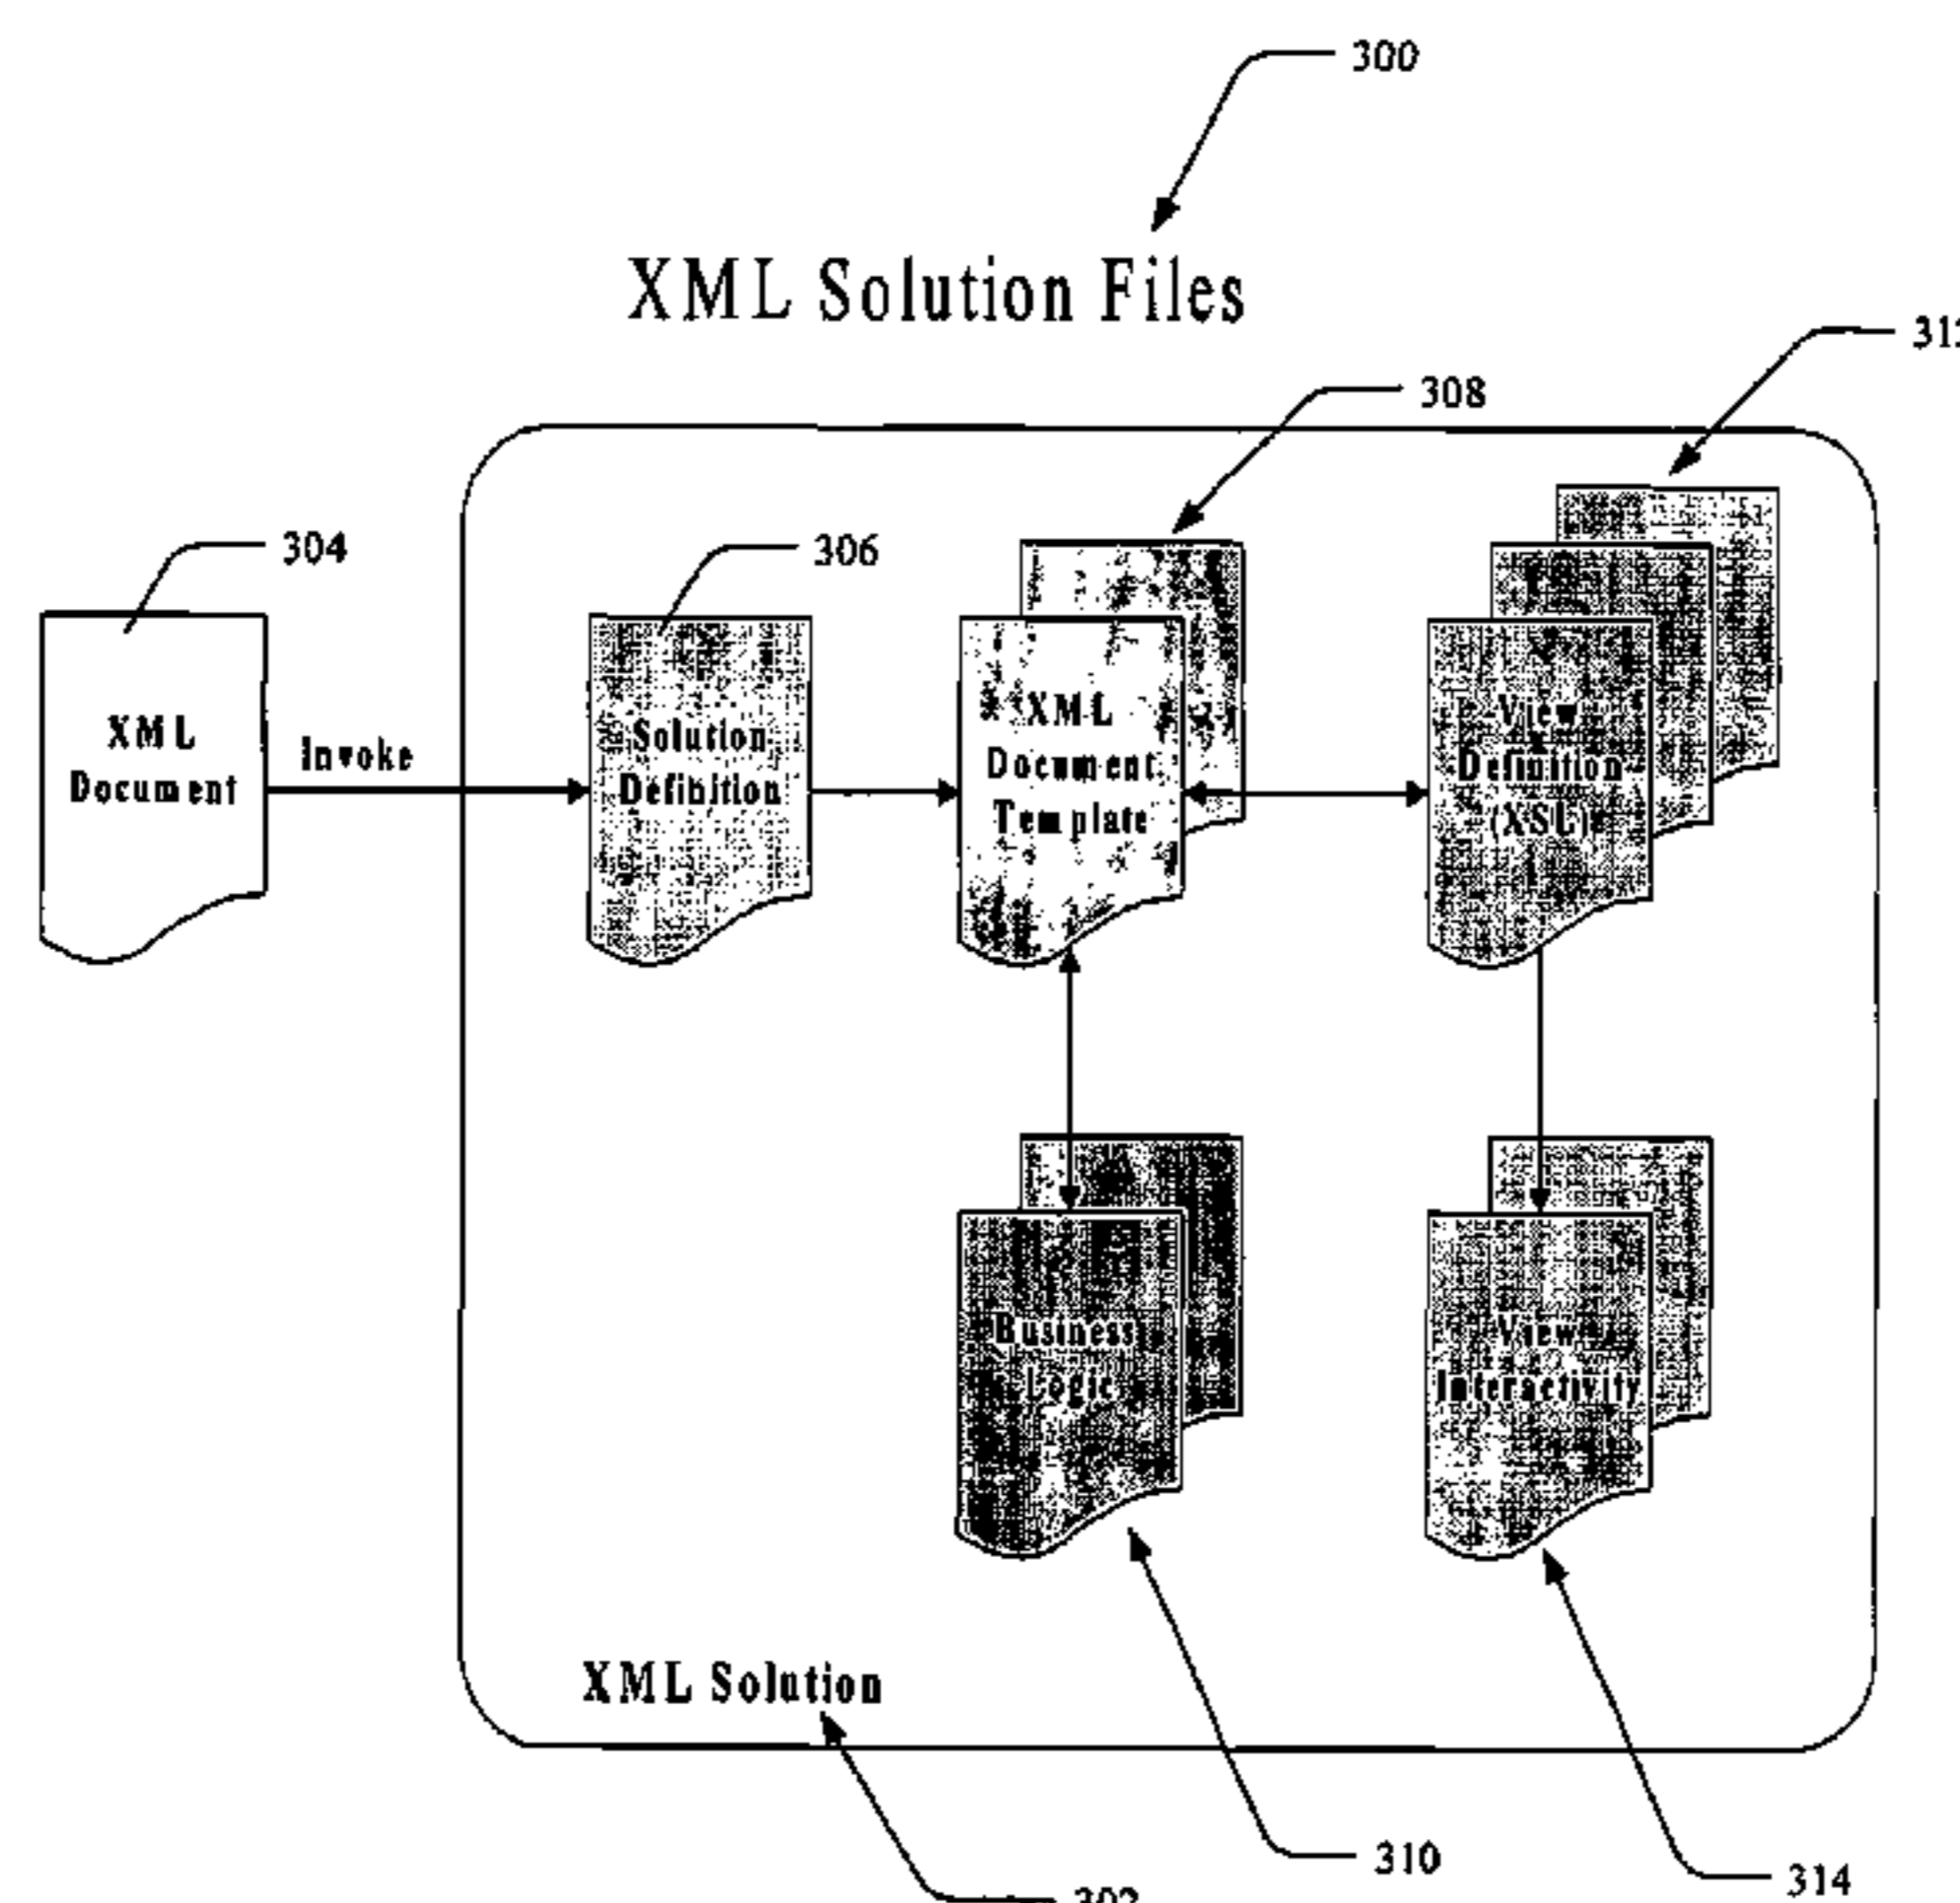 300
XML Solution Files
308
304
306
XML
Document
Invoke
Solution
Definition
XML
Document
Template
View
Definition
(XSL)
Business
Logic
View
Interactivity
XML Solution
310
314